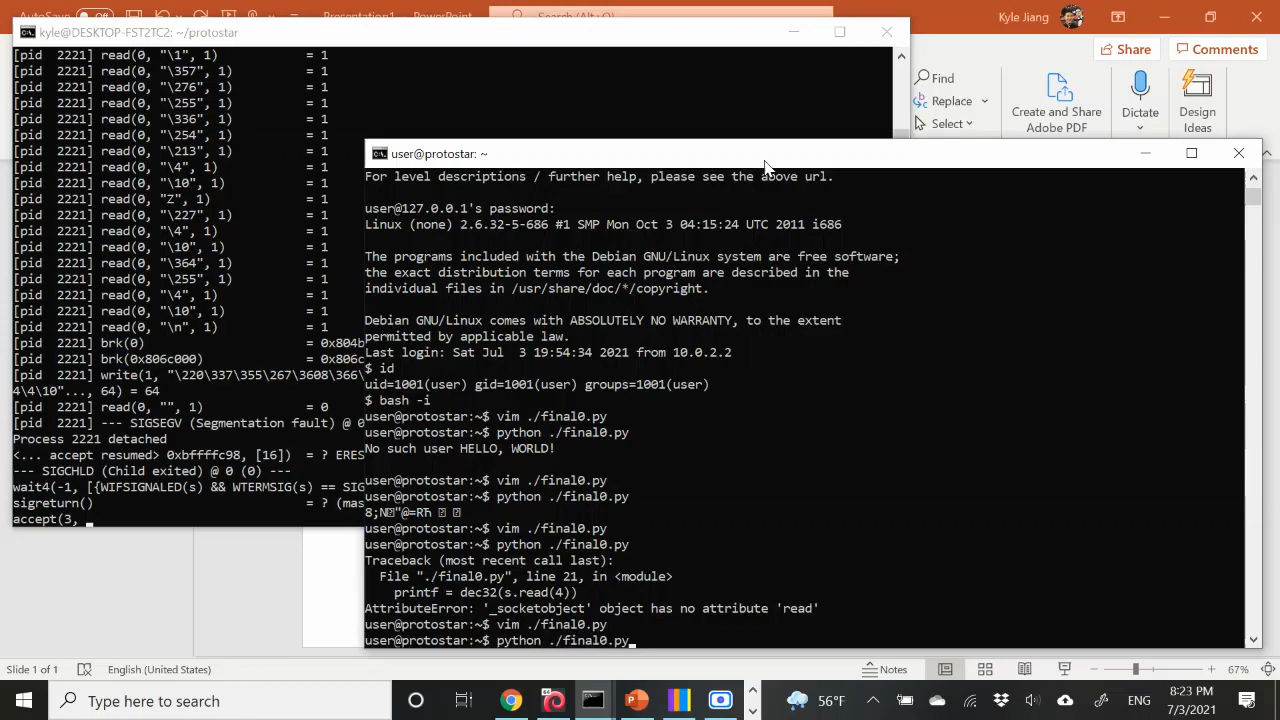 AutoSave Off Presentation1 - PowerPoint Search (Alt+Q) Kyle Jiang
kyle@DESKTOP-FST2TC2: ~/protostar
Share Comments
Find
Replace
Select
Create and Share
Adobe PDF
Dictate
Design
Ideas
[pid  2221] read(0, "\1", 1)           = 1
[pid  2221] read(0, "\357", 1)         = 1
[pid  2221] read(0, "\276", 1)         = 1
[pid  2221] read(0, "\255", 1)         = 1
[pid  2221] read(0, "\336", 1)         = 1
[pid  2221] read(0, "\254", 1)         = 1
[pid  2221] read(0, "\213", 1)         = 1
[pid  2221] read(0, "\4", 1)           = 1
[pid  2221] read(0, "\10", 1)          = 1
[pid  2221] read(0, "Z", 1)            = 1
[pid  2221] read(0, "\227", 1)         = 1
[pid  2221] read(0, "\4", 1)           = 1
[pid  2221] read(0, "\10", 1)          = 1
[pid  2221] read(0, "\364", 1)         = 1
[pid  2221] read(0, "\255", 1)         = 1
[pid  2221] read(0, "\4", 1)           = 1
[pid  2221] read(0, "\10", 1)          = 1
[pid  2221] read(0, "\n", 1)           = 1
[pid  2221] brk(0)                     = 0x804b
[pid  2221] brk(0x806c000)             = 0x806c
[pid  2221] write(1, "\220\337\355\267\3608\366\
4\4\10"..., 64) = 64
[pid  2221] read(0, "", 1)             = 0
[pid  2221] --- SIGSEGV (Segmentation fault) @ 0
Process 2221 detached
<... accept resumed> 0xbffffc98, [16])  = ? ERES
--- SIGCHLD (Child exited) @ 0 (0) ---
wait4(-1, [{WIFSIGNALED(s) && WTERMSIG(s) == SIG
sigreturn()                            = ? (mas
accept(3,
user@protostar: ~
For level descriptions / further help, please see the above url.
user@127.0.0.1's password:
Linux (none) 2.6.32-5-686 #1 SMP Mon Oct 3 04:15:24 UTC 2011 i686
The programs included with the Debian GNU/Linux system are free software;
the exact distribution terms for each program are described in the
individual files in /usr/share/doc/*/copyright.
Debian GNU/Linux comes with ABSOLUTELY NO WARRANTY, to the extent
permitted by applicable law.
Last login: Sat Jul  3 19:54:34 2021 from 10.0.2.2
$ id
uid=1001(user) gid=1001(user) groups=1001(user)
$ bash -i
user@protostar:~$ vim ./final0.py
user@protostar:~$ python ./final0.py
No such user HELLO, WORLD!
user@protostar:~$ vim ./final0.py
user@protostar:~$ python ./final0.py
user@protostar:~$ vim ./final0.py
user@protostar:~$ python ./final0.py
Traceback (most recent call last):
  File "./final0.py", line 21, in <module>
    printf = dec32(s.read(4))
AttributeError: '_socketobject' object has no attribute 'read'
user@protostar:~$ vim ./final0.py
user@protostar:~$ python ./final0.py
Slide 1 of 1 English (United States) Notes 67%
Type here to search 56°F ENG
8:23 PM
7/3/2021